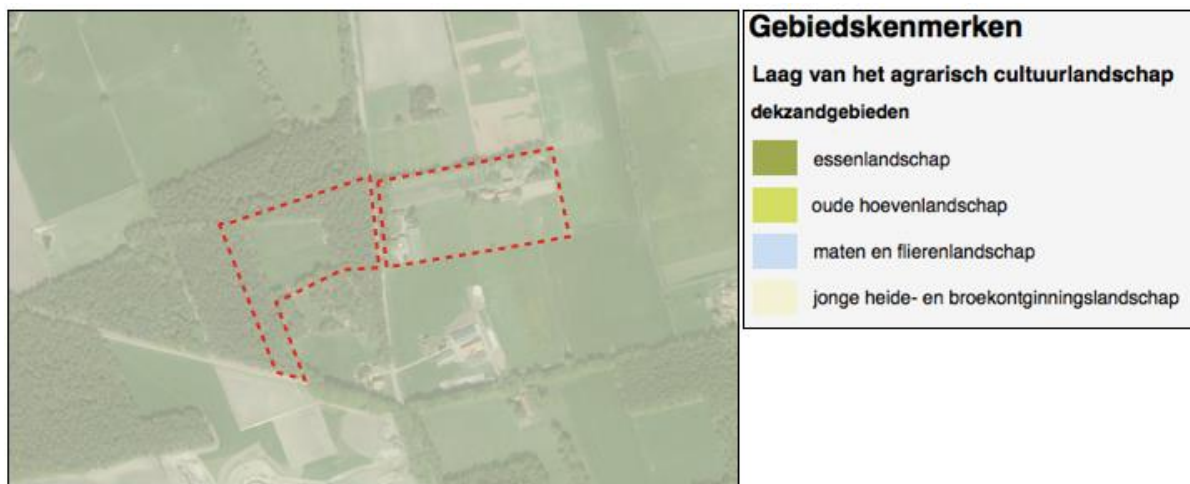 Gebiedskenmerken
Laag van het agrarisch cultuurlandschap
dekzandgebieden
essenlandschap
oude hoevenlandschap
maten en flierenlandschap
jonge heide- en broekontginningslandschap